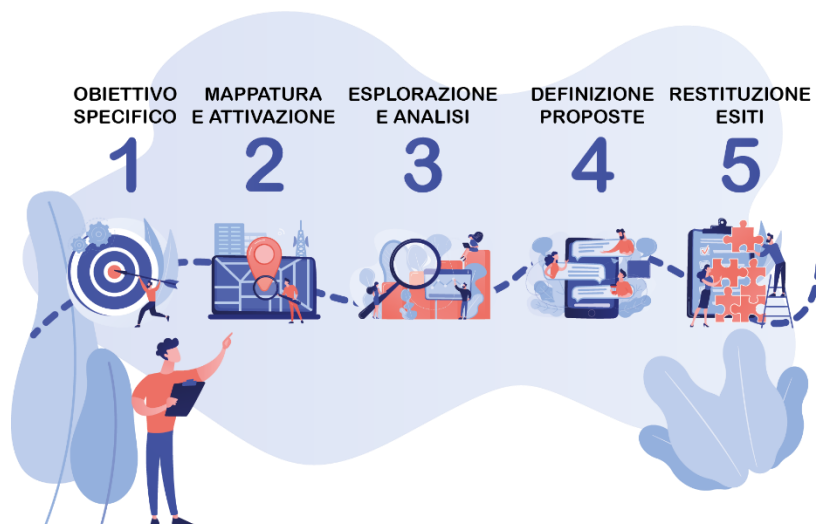 OBIETTIVO
SPECIFICO
1
MAPPATURA
E ATTIVAZIONE
2
ESPLORAZIONE
E ANALISI
3
DEFINIZIONE
PROPOSTE
4
RESTITUZIONE
ESITI
5